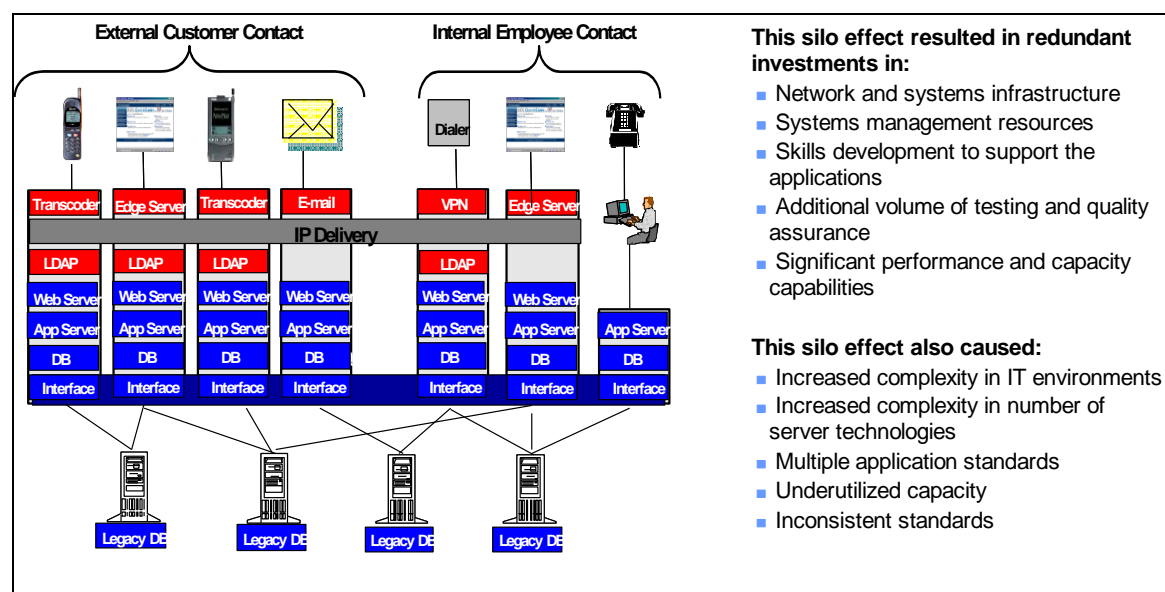 External Customer Contact
Internal Employee Contact
Dialer
Transcoder
Edge Server
Transcoder
E-mail
VPN
Edge Server
IP Delivery
LDAP
LDAP
LDAP
LDAP
Web Server
Web Server
Web Server
Web Server
Web Server
Web Server
App Server
App Server
App Server
App Server
App Server
App Server
App Server
DB
DB
DB
DB
DB
DB
DB
Interface
Interface
Interface
Interface
Interface
Interface
Interface
Legacy DB
Legacy DB
Legacy DB
Legacy DB
This silo effect resulted in redundant
investments in:
Network and systems infrastructure
Systems management resources
Skills development to support the
applications
Additional volume of testing and quality
assurance
Significant performance and capacity
capabilities
This silo effect also caused:
Increased complexity in IT environments
Increased complexity in number of
server technologies
Multiple application standards
Underutilized capacity
Inconsistent standards